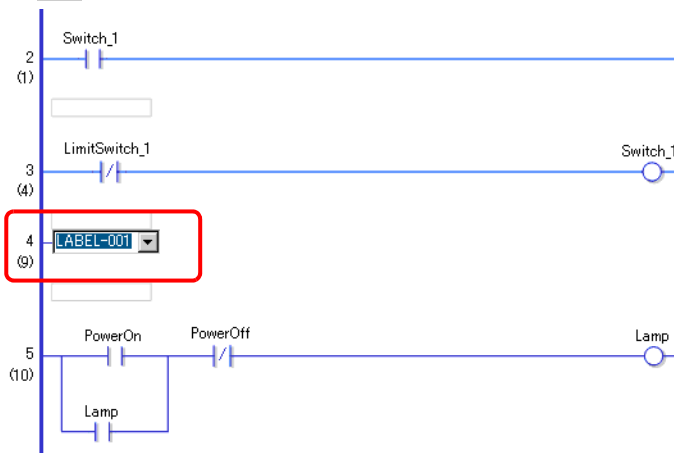 Switch_1
2
(1)
LimitSwitch_1
Switch_1
3
(4)
4
LABEL-001
(9)
PowerOn PowerOff Lamp
5
(10)
Lamp